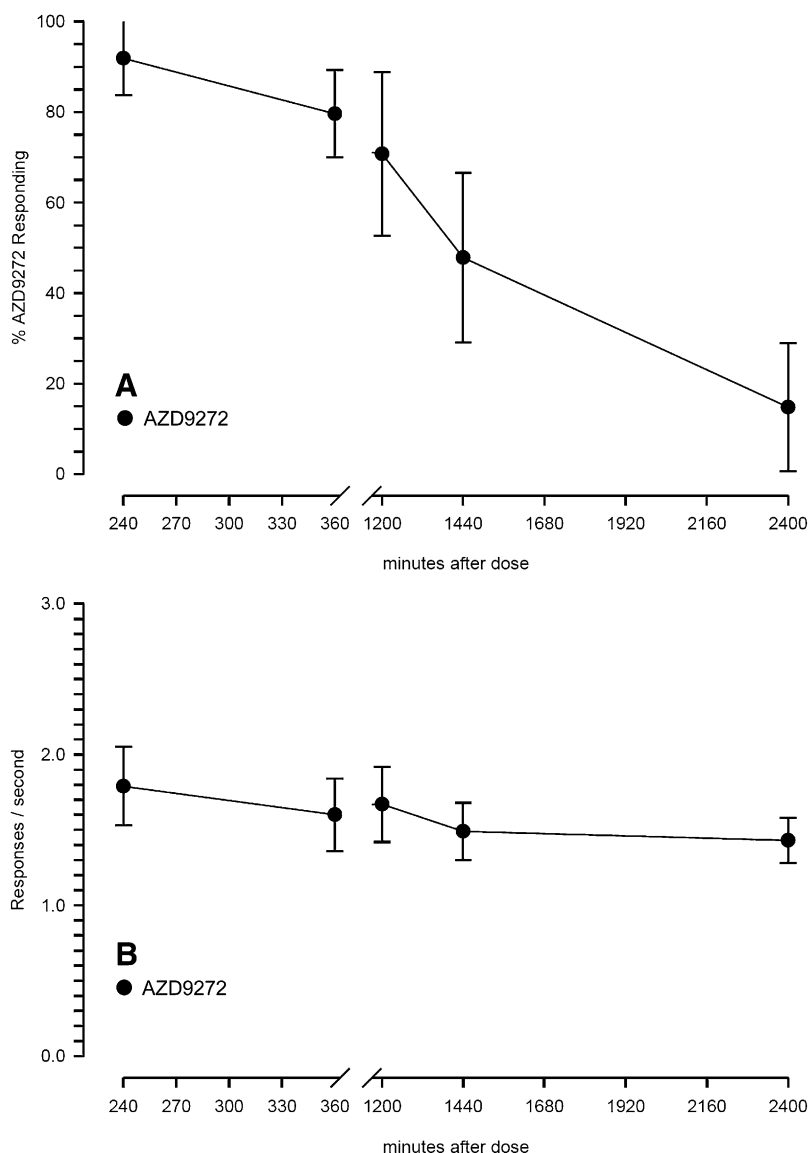 100
80
60
40
20
0
% AZD9272 Responding
A
AZD9272
240 270 300 330 360 1200 1440 1680 1920 2160 2400
minutes after dose
3.0
2.0
1.0
0.0
Responses / second
B
AZD9272
240 270 300 330 360 1200 1440 1680 1920 2160 2400
minutes after dose